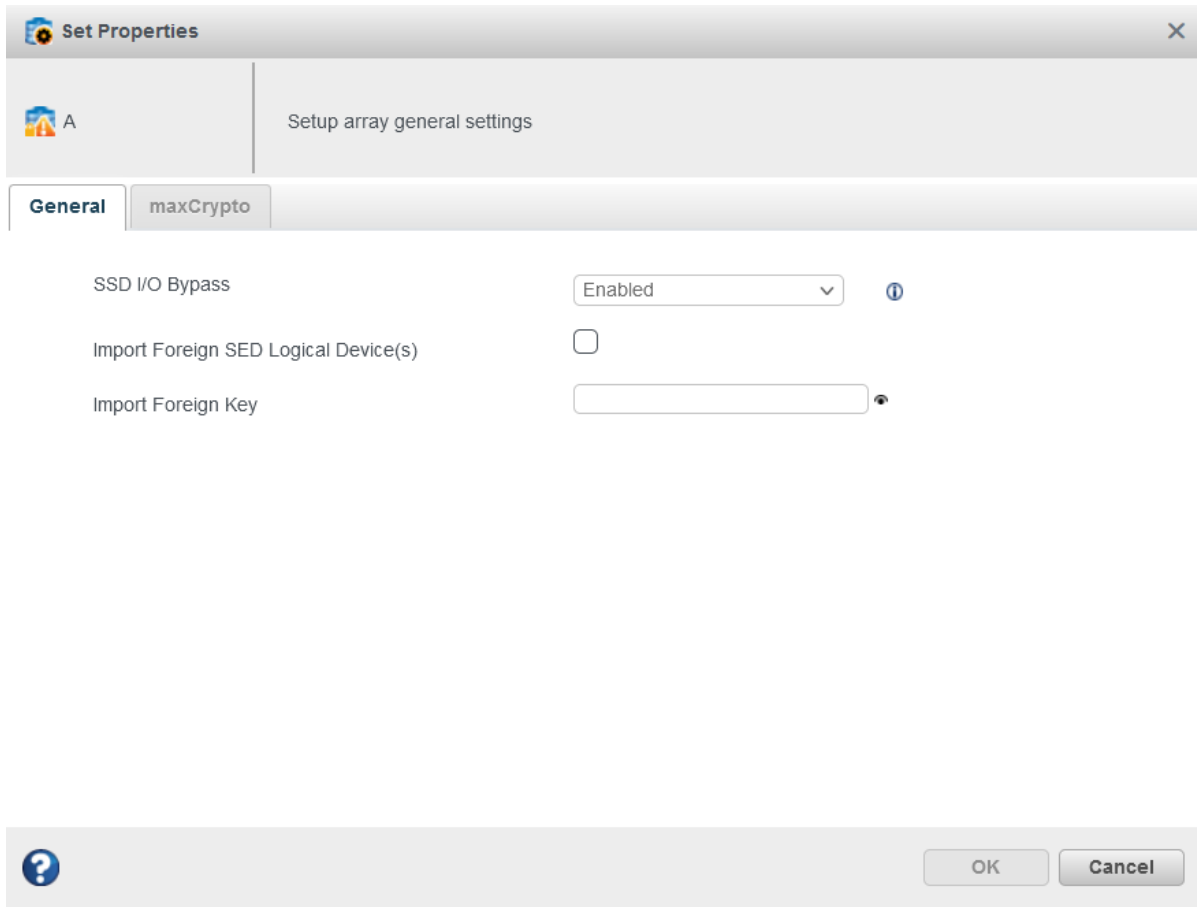 Set Properties
A
Setup array general settings
General
maxCrypto
SSD I/O Bypass
Enabled
Import Foreign SED Logical Device(s)
Import Foreign Key
OK
Cancel